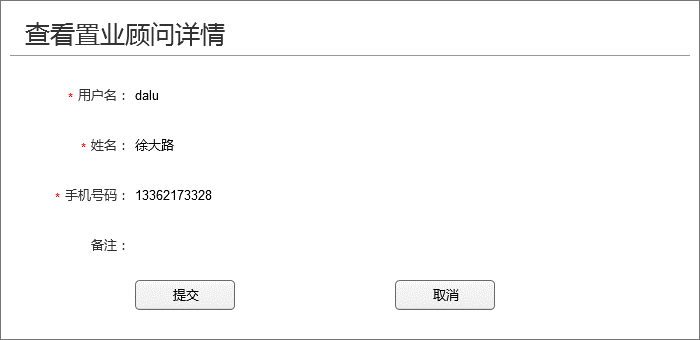 查看置业顾问详情
* 用户名： dalu
* 姓名： 徐大路
* 手机号码： 13362173328
备注：
提交 取消